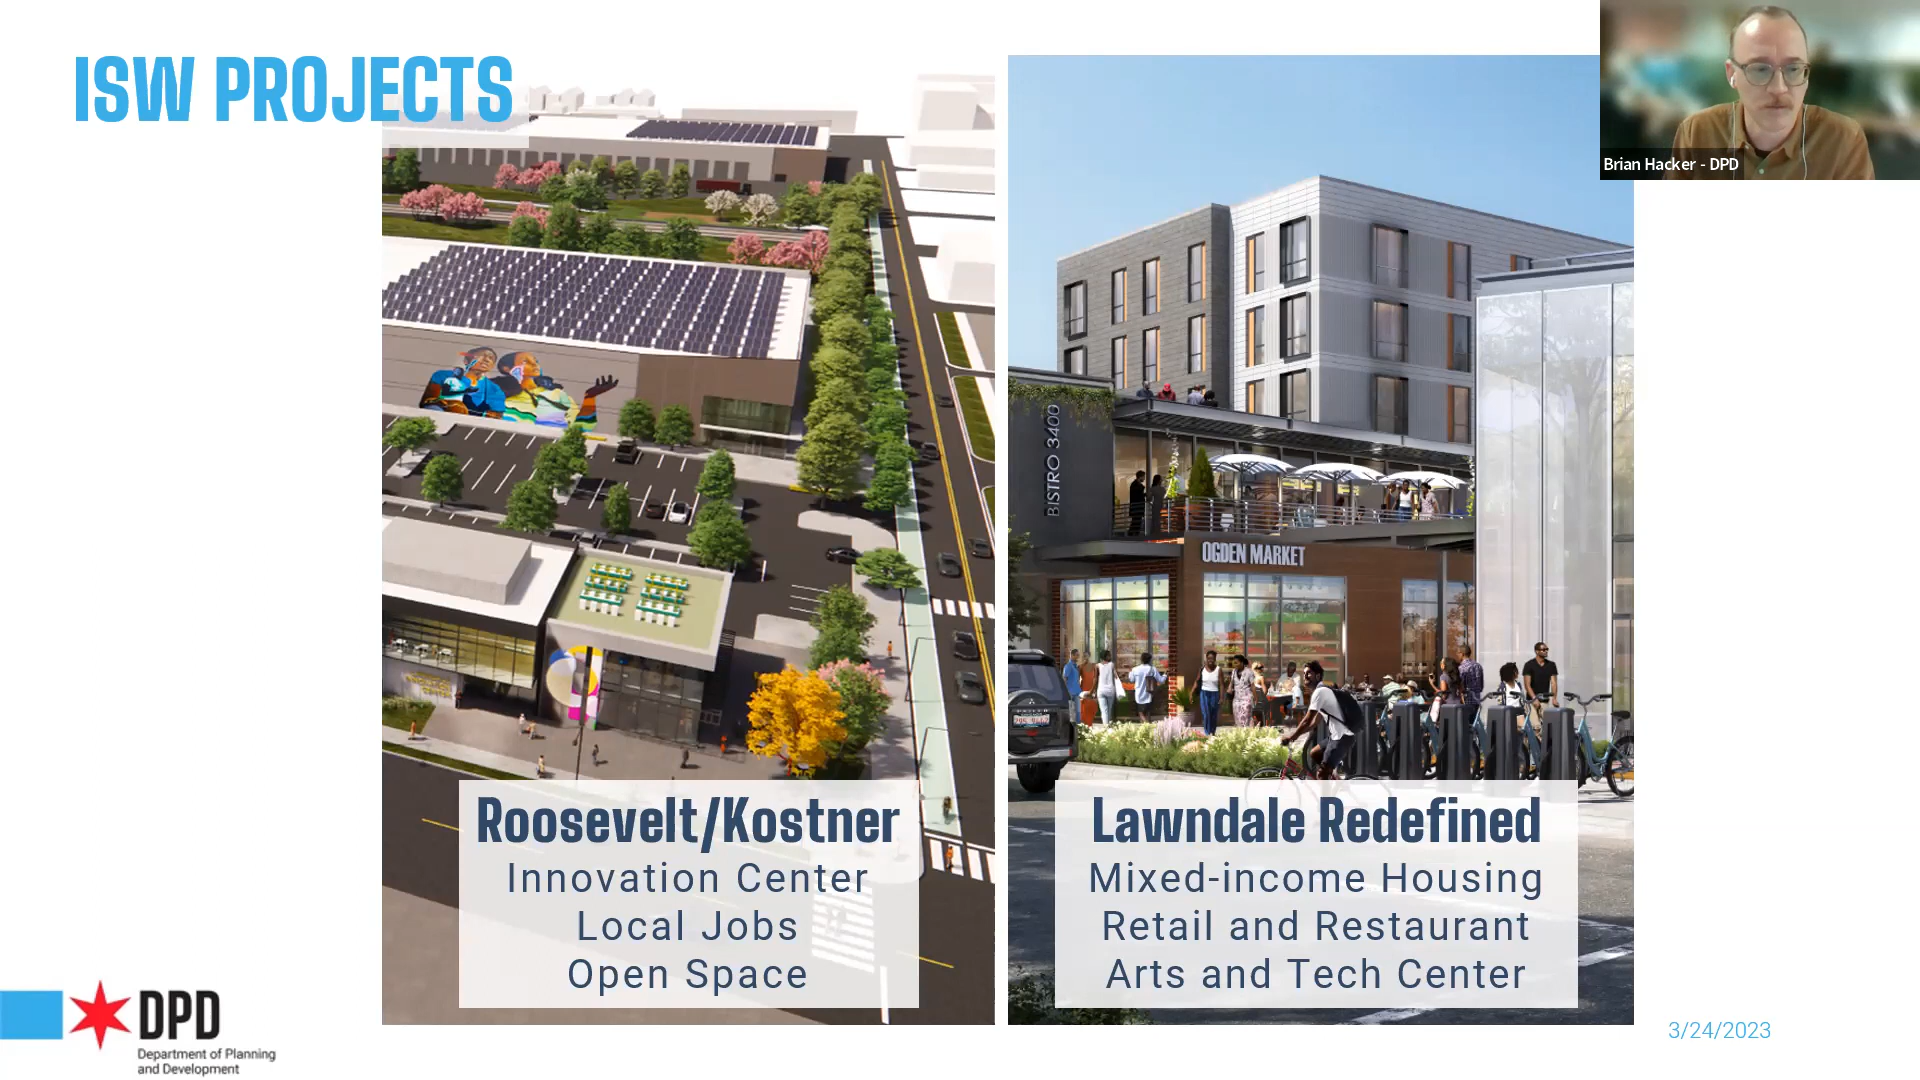 ISW PROJECTS
Brian Hacker - DPD
BISTRO 3400
OGDEN MARKET
Roosevelt/Kostner
Innovation Center
Local Jobs
Open Space
Lawndale Redefined
Mixed-income Housing
Retail and Restaurant
Arts and Tech Center
DPD
Department of Planning
and Development
3/24/2023